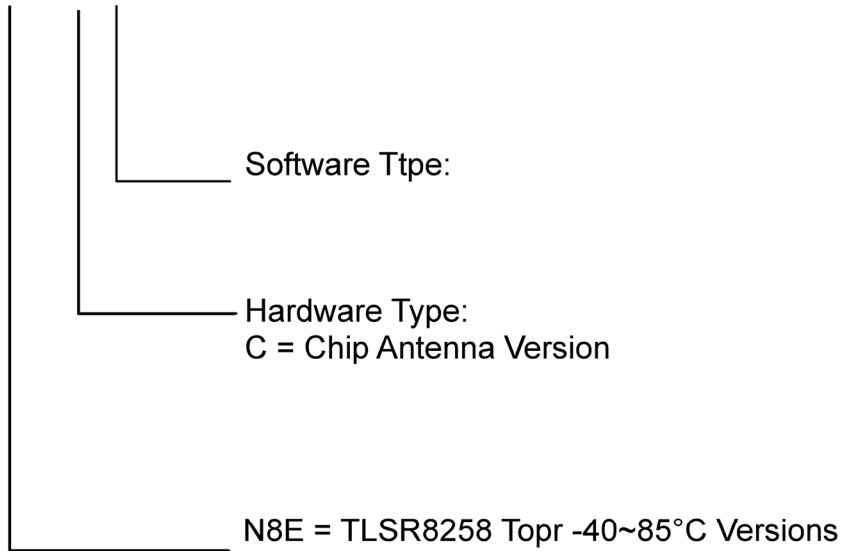 Software Ttpe:
Hardware Type:
C = Chip Antenna Version
N8E = TLSR8258 Topr -40~85°C Versions